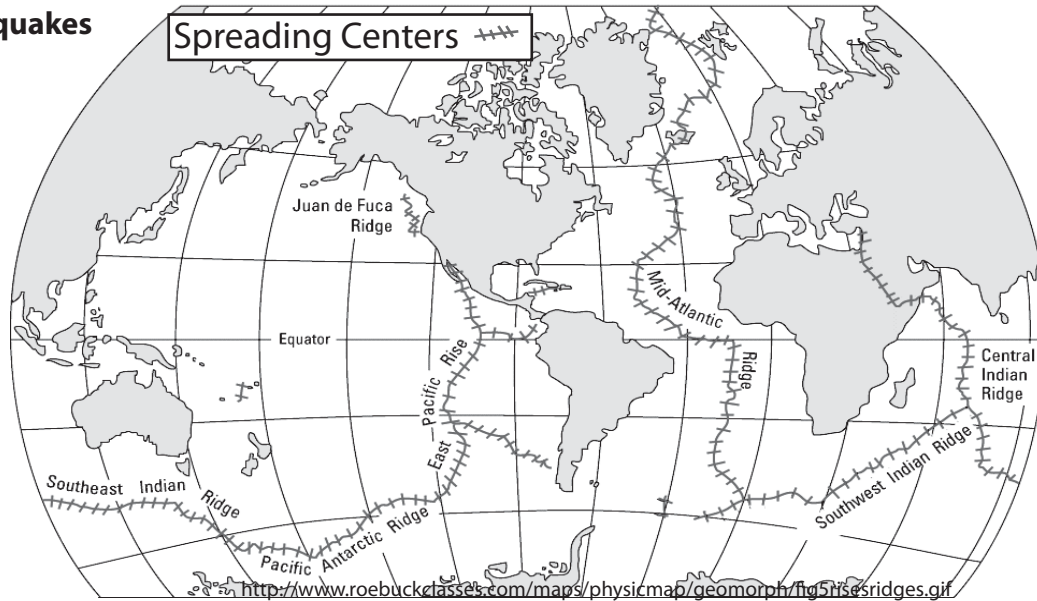 quakes
Spreading Centers
Juan de Fuca
Ridge
Mid-Atlantic
Ridge
Equator
East Pacific Rise
Central
Indian
Ridge
Southeast Indian Ridge
Southwest Indian Ridge
Pacific Antarctic Ridge
http://www.roebuckclasses.com/maps/physicmap/geomorph/fig5risesridges.gif